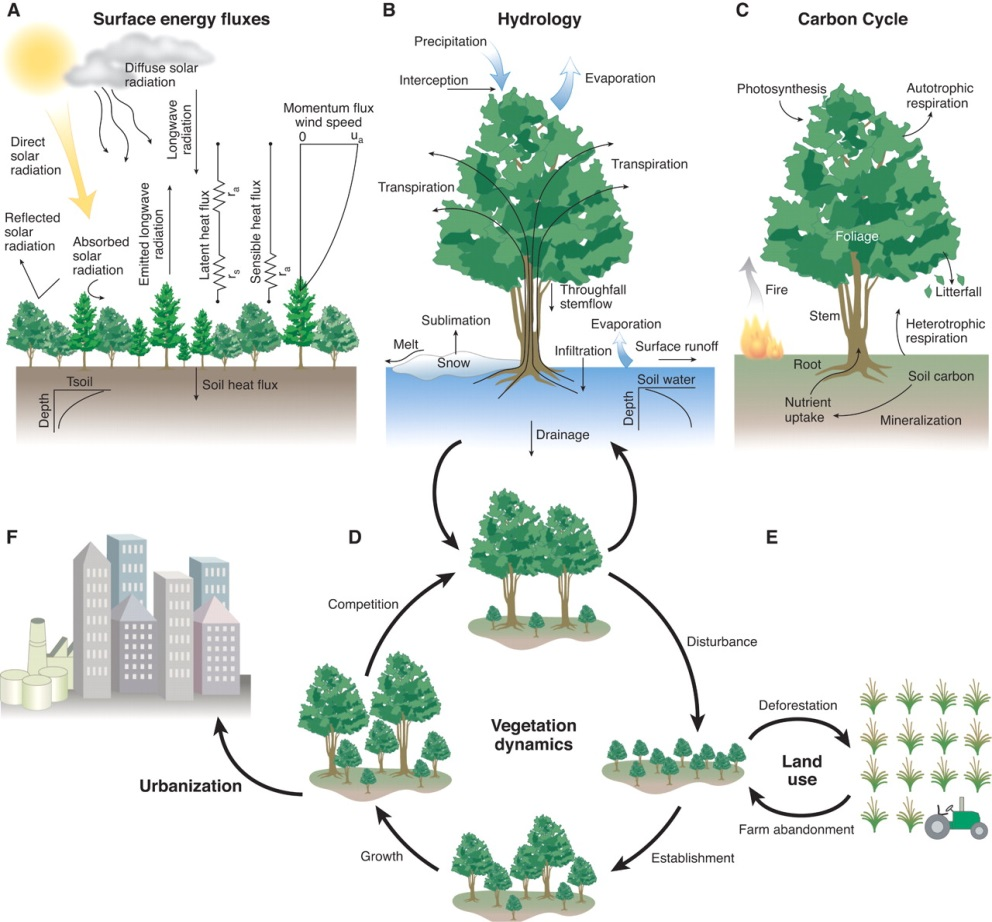 A
Surface energy fluxes
Diffuse solar
radiation
Direct
solar
radiation
Longwave
radiation
Momentum flux
wind speed
0
ua
Reflected
solar
radiation
Absorbed
solar
radiation
Emitted longwave
radiation
Latent heat flux
ra
rs
Sensible heat flux
ra
Tsoil
Depth
Soil heat flux
B
Hydrology
Precipitation
Interception
Evaporation
Transpiration
Transpiration
Throughfall
stemflow
Sublimation
Evaporation
Melt
Snow
Infiltration
Surface runoff
Soil water
Depth
Drainage
C
Carbon Cycle
Photosynthesis
Autotrophic
respiration
Foliage
Fire
Litterfall
Stem
Heterotrophic
respiration
Root
Soil carbon
Nutrient
uptake
Mineralization
F
Urbanization
D
Competition
Disturbance
Vegetation
dynamics
Growth
Establishment
E
Deforestation
Land
use
Farm abandonment